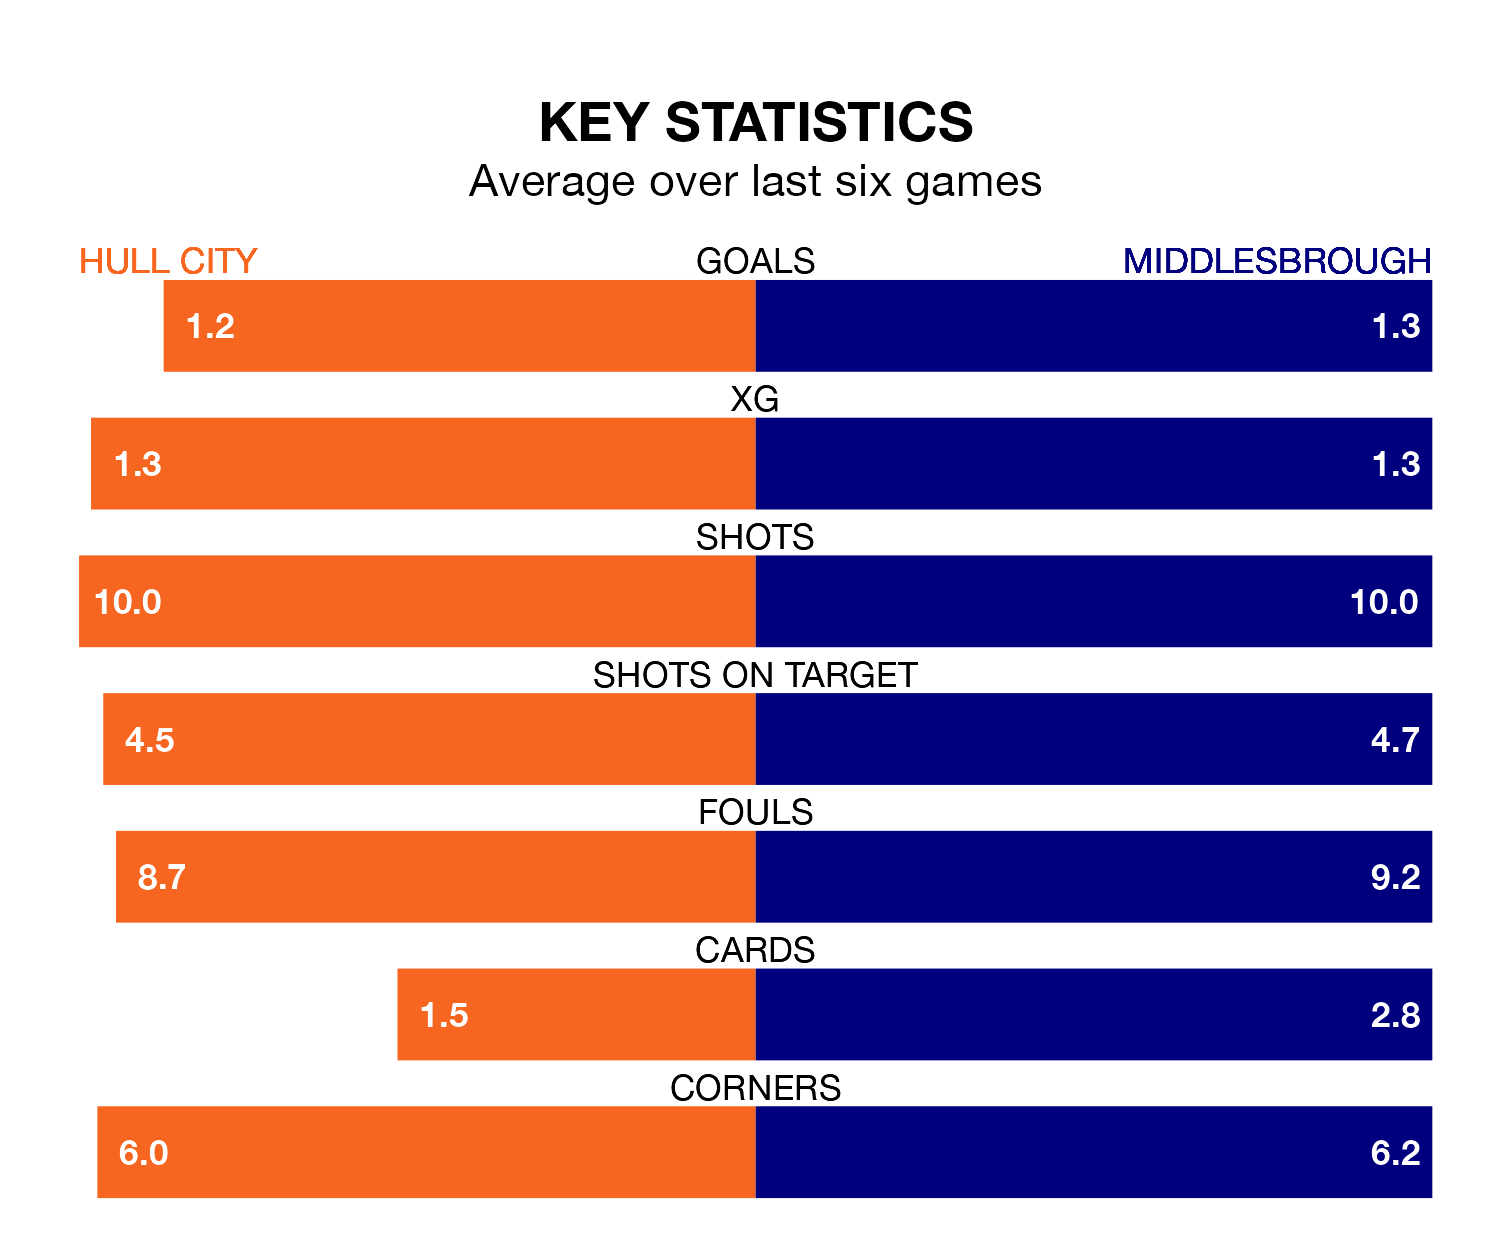 KEY STATISTICS
Average over last six games
HULL CITY GOALS MIDDLESBROUGH
1.2 1.3
XG
1.3 1.3
SHOTS
10.0 10.0
SHOTS ON TARGET
4.5 4.7
FOULS
8.7 9.2
CARDS
1.5 2.8
CORNERS
6.0 6.2